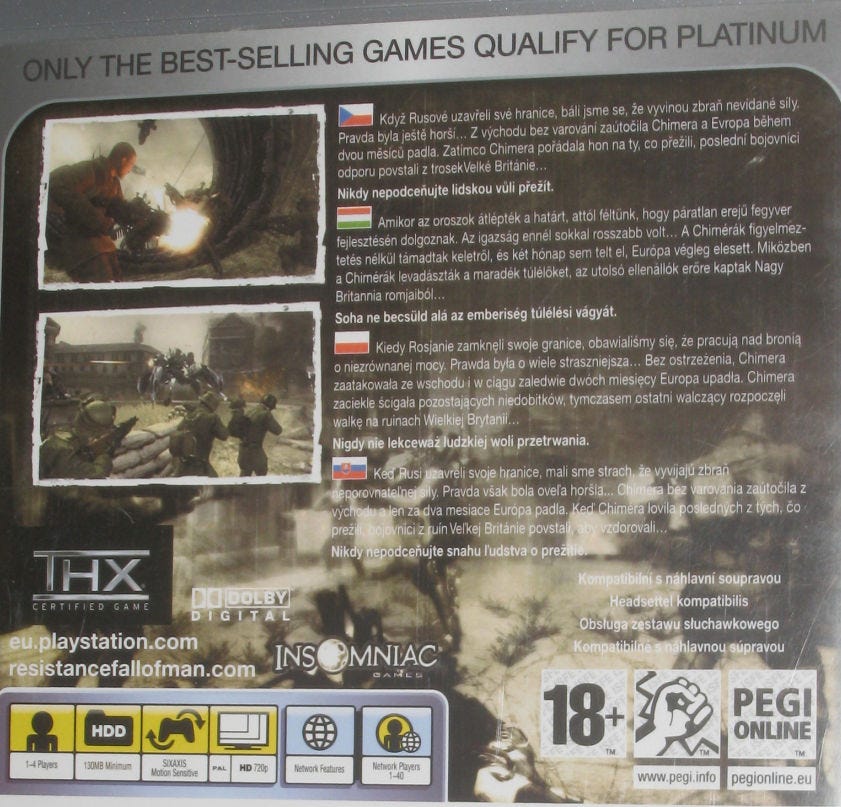 ONLY THE BEST-SELLING GAMES QUALIFY FOR PLATINUM
Když Rusové uzavřeli své hranice, báli jsme se, že vyvinou zbraň nevídané síly.
Pravda byla ještě horší... Z východu bez varování zaútočila Chimera a Evropa během
dvou měsíců padla. Zatímco Chimera pořádala hon na ty, co přežili, poslední bojovníci
odporu povstali z trosekVelké Británie...
Nikdy nepodceňujte lidskou vůli přežít.
Amikor az oroszok átlépték a határt, attól féltünk, hogy páratlan erejű fegyver
fejlesztésén dolgoznak. Az igazság ennél sokkal rosszabb volt... A Chimérák figyelmez-
tetés nélkül támadtak keletről, és két hónap sem telt el, Európa végleg elesett. Miközben
a Chimérák levadászták a maradék túlélőket, az utolsó ellenállók erőre kaptak Nagy
Britannia romjaiból...
Soha ne becsüld alá az emberiség túlélési vágyát.
Kiedy Rosjanie zamknęli swoje granice, obawialiśmy się, że pracują nad bronią
o niezrównanej mocy. Prawda była o wiele straszniejsza... Bez ostrzeżenia, Chimera
zaatakowała ze wschodu i w ciągu zaledwie dwóch miesięcy Europa upadła. Chimera
zaciekle ścigała pozostających niedobitków, tymczasem ostatni walczący rozpoczęli
walkę na ruinach Wielkiej Brytanii...
Nigdy nie lekceważ ludzkiej woli przetrwania.
Keď Rusi uzavreli svoje hranice, mali sme strach, že vyvíjajú zbraň
neporovnateľnej sily. Pravda však bola oveľa horšia... Chimera bez varovania zaútočila z
východu a len za dva mesiace Európa padla. Keď Chiméra lovila posledných z tých, čo
prežili, bojovníci z ruín Veľkej Británie povstali, aby vzdorovali...
Nikdy nepodceňujte snahu ľudstva o prežitie.
Kompatibilní s náhlavní soupravou
Headsettel kompatibilis
Obsługa zestawu słuchawkowego
Kompatibilné s náhlavnou súpravou
THX
CERTIFIED GAME
DOLBY
DIGITAL
eu.playstation.com
resistancefallofman.com
INSOMNIAC
GAMES
18+ TM
TM
www.pegi.info
PEGI
ONLINE
TM
pegionline.eu
HDD
1-4 Players
130MB Minimum
SIXAXIS
Motion Sensitive
PAL HD 720p
Network Features
Network Players
1-40